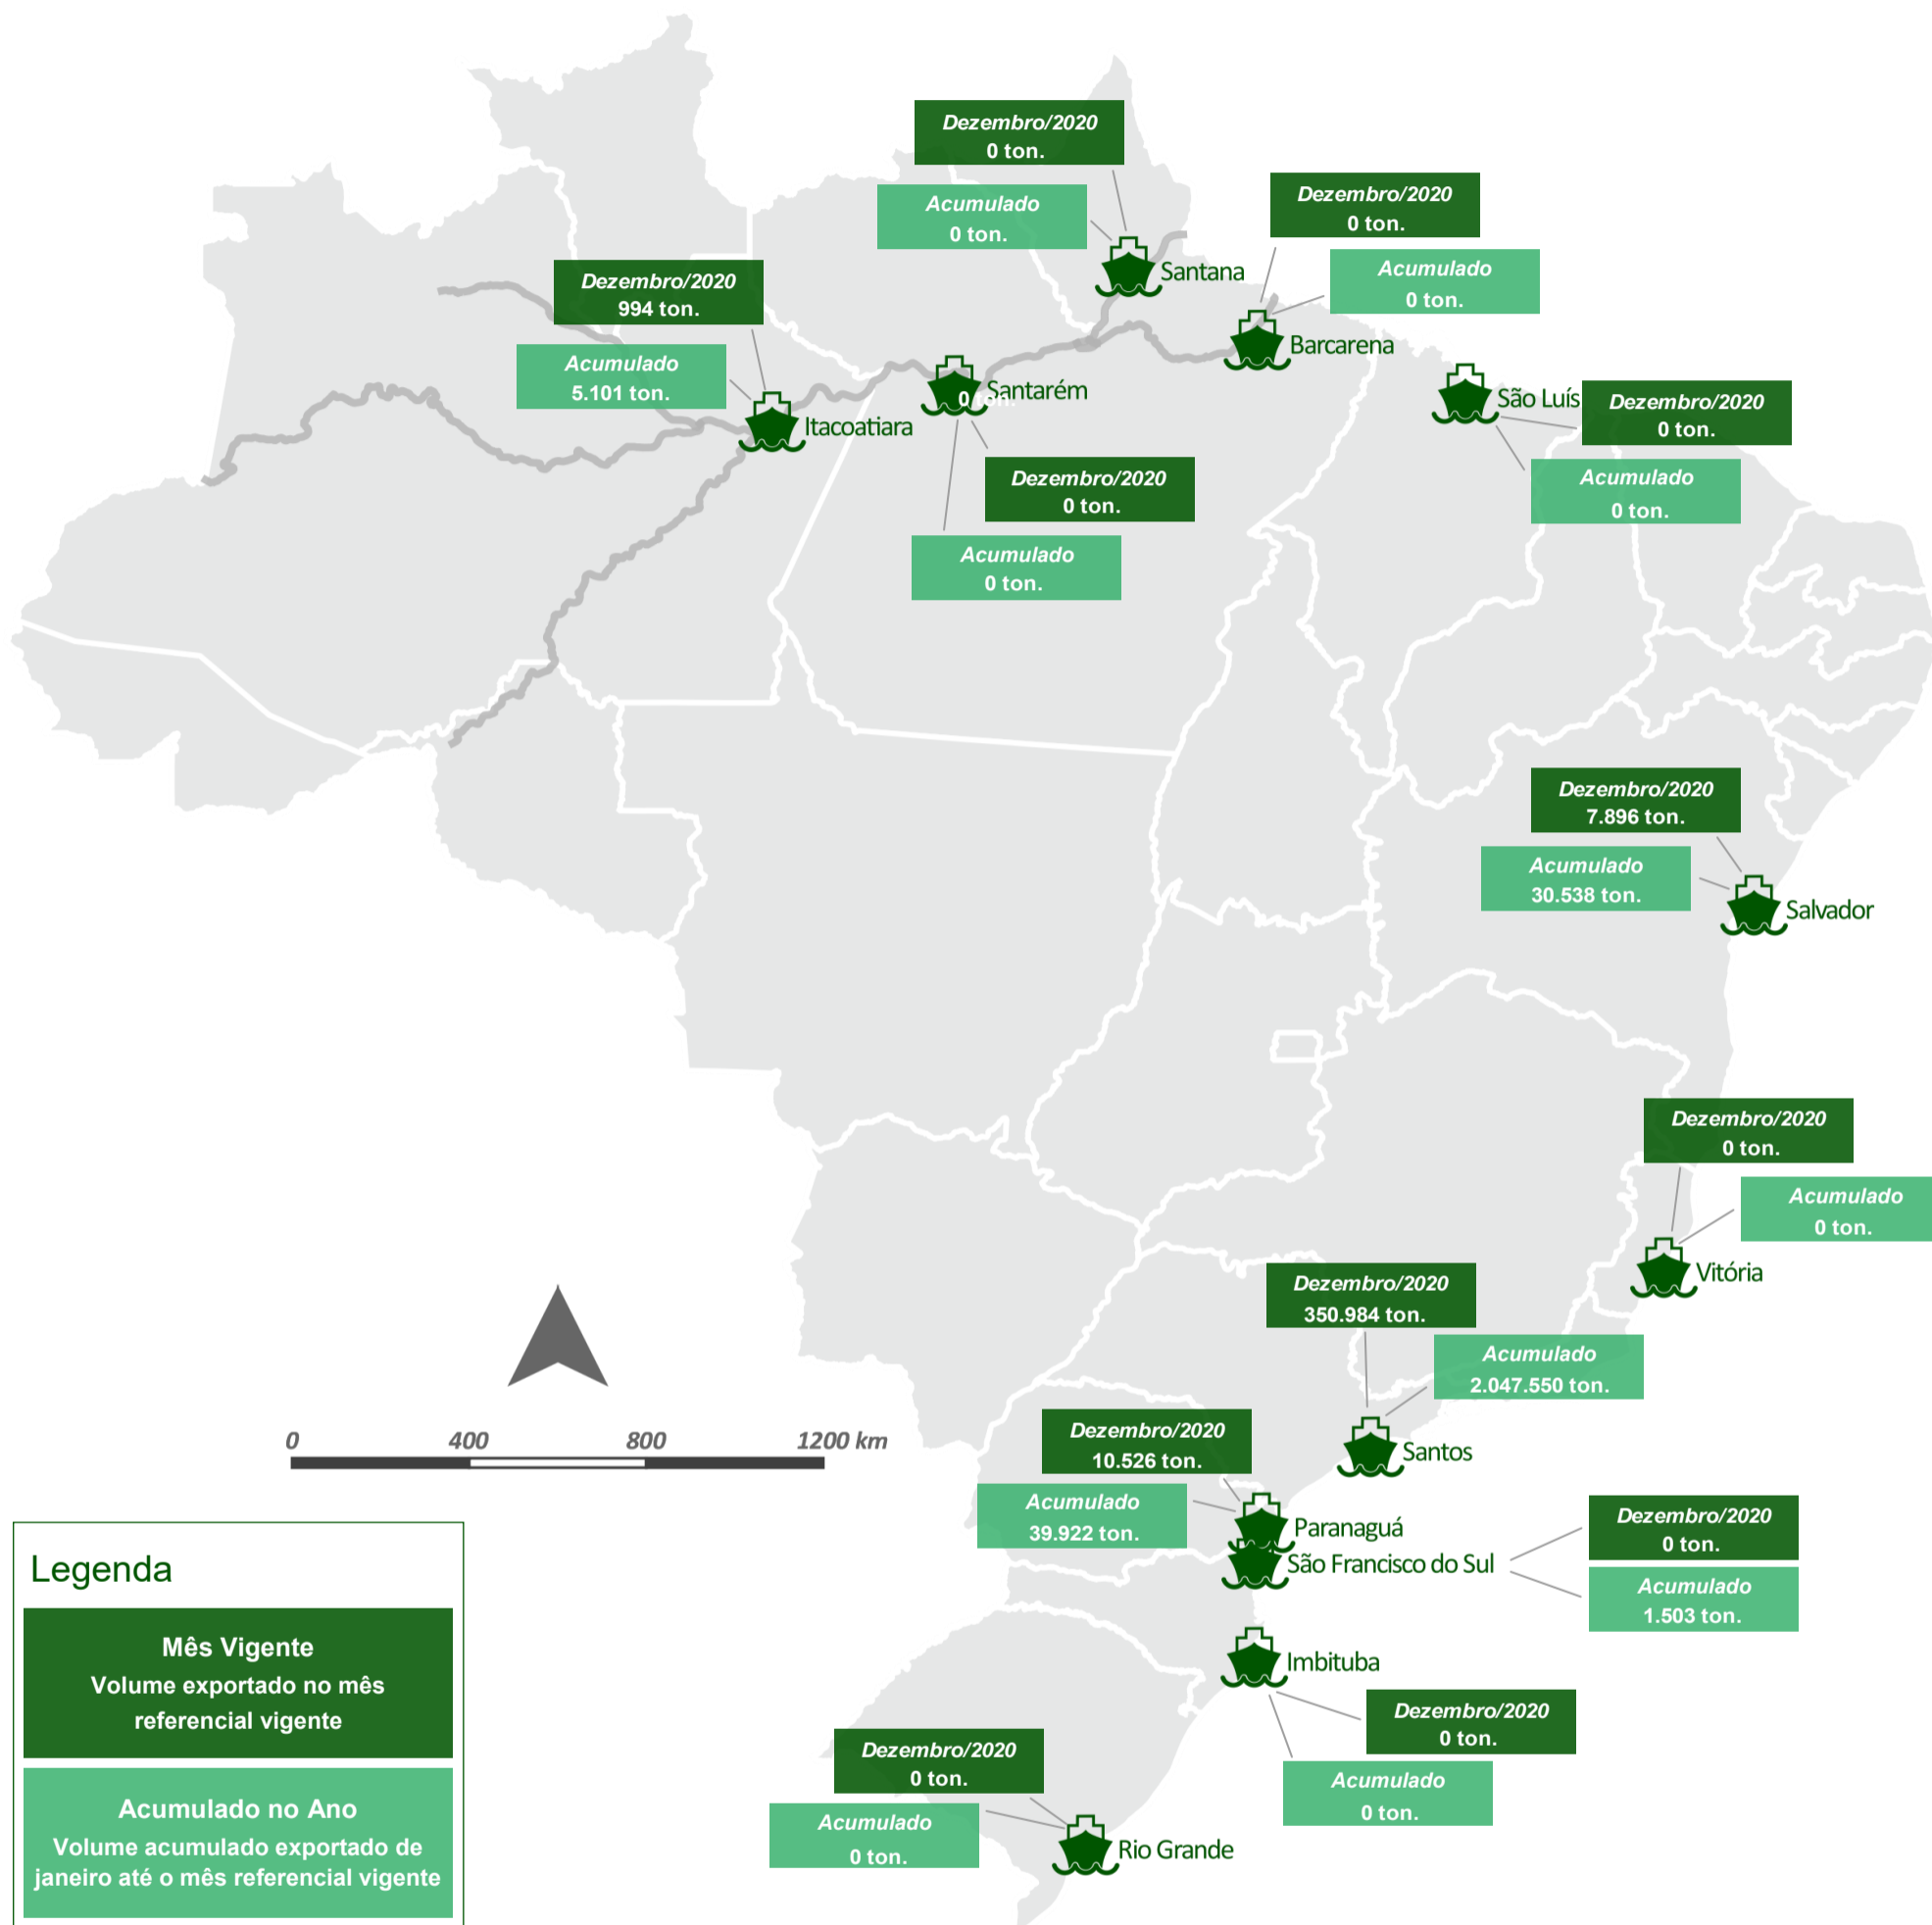 Dezembro/2020
0 ton.
Acumulado
0 ton.
Santana
Dezembro/2020
0 ton.
Acumulado
0 ton.
Barcarena
Dezembro/2020
994 ton.
Acumulado
5.101 ton.
Itacoatiara
Santarém
0 ton.
Dezembro/2020
0 ton.
Acumulado
0 ton.
São Luís
Dezembro/2020
0 ton.
Acumulado
0 ton.
Dezembro/2020
7.896 ton.
Acumulado
30.538 ton.
Salvador
Dezembro/2020
0 ton.
Acumulado
0 ton.
Vitória
Dezembro/2020
350.984 ton.
Acumulado
2.047.550 ton.
Santos
Dezembro/2020
10.526 ton.
Acumulado
39.922 ton.
Paranaguá
São Francisco do Sul
Dezembro/2020
0 ton.
Acumulado
1.503 ton.
Imbituba
Dezembro/2020
0 ton.
Acumulado
0 ton.
Dezembro/2020
0 ton.
Acumulado
0 ton.
Rio Grande
0 400 800 1200 km
Legenda
Mês Vigente
Volume exportado no mês
referencial vigente
Acumulado no Ano
Volume acumulado exportado de
janeiro até o mês referencial vigente